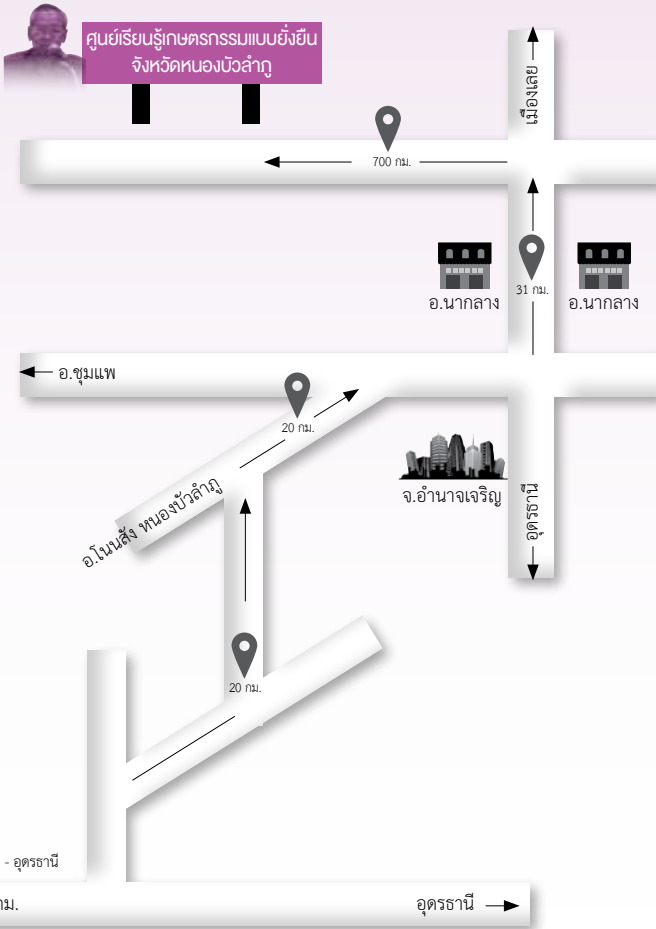 ศูนย์เรียนรู้เกษตรกรรมแบบยั่งยืน
จังหวัดหนองบัวลำภู
เมืองเลย
700 กม.
31 กม.
อ.นากลาง
อ.นากลาง
อ.ชุมแพ
20 กม.
จ.อำนาจเจริญ
อ.โนนสัง หนองบัวลำภู
อุดรธานี
20 กม.
- อุดรธานี
กม.
อุดรธานี